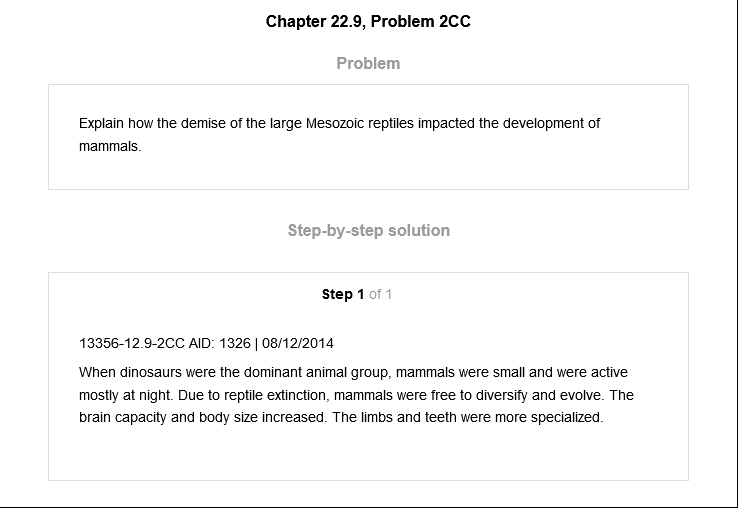 Chapter 22.9, Problem 2CC
Problem
Explain how the demise of the large Mesozoic reptiles impacted the development of
mammals.
Step-by-step solution
Step 1 of 1
13356-12.9-2CC AID: 1326 | 08/12/2014
When dinosaurs were the dominant animal group, mammals were small and were active
mostly at night. Due to reptile extinction, mammals were free to diversify and evolve. The
brain capacity and body size increased. The limbs and teeth were more specialized.